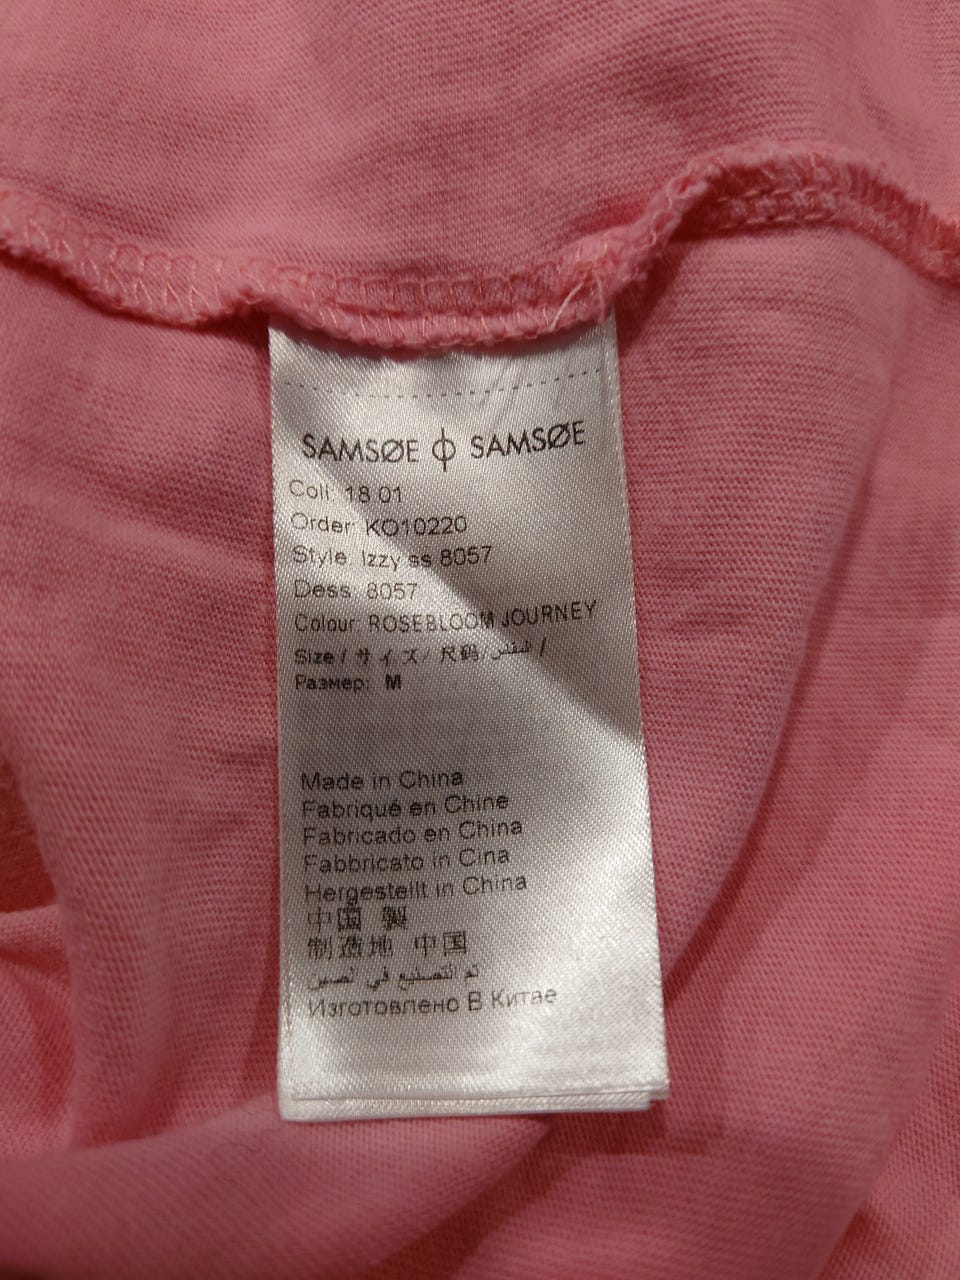 SAMSØE ϕ SAMSØE
Coll: 18 01
Order: KO10220
Style: Izzy ss 8057
Dess: 8057
Colour: ROSEBLOOM JOURNEY
Size / サイズ/ 尺码/
Размер: M
Made in China
Fabriqué en Chine
Fabricado en China
Fabbricato in Cina
Hergestellt in China
中国 製
制造地 中国
تم التصنيع في الصين
Изготовлено В Китае